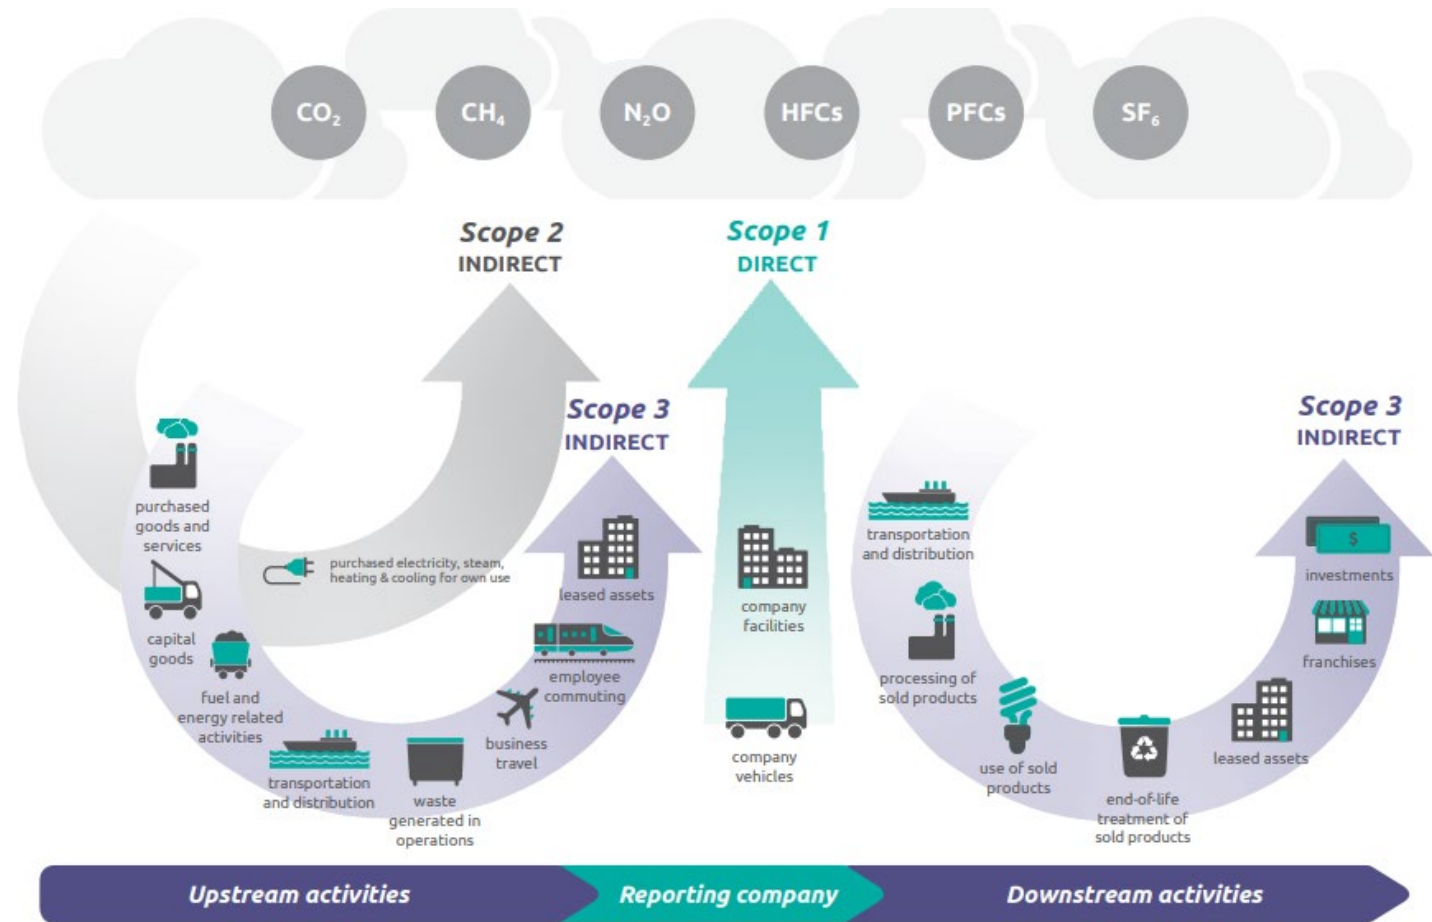 CO₂
CH₄
N₂O
HFCs
PFCs
SF₆
Scope 2
INDIRECT
Scope 1
DIRECT
Scope 3
INDIRECT
Scope 3
INDIRECT
purchased
goods and
services
capital
goods
fuel and
energy related
activities
transportation
and distribution
waste
generated in
operations
business
travel
employee
commuting
leased assets
purchased electricity, steam,
heating & cooling for own use
company
facilities
company
vehicles
transportation
and distribution
processing of
sold products
use of sold
products
end-of-life
treatment of
sold products
leased assets
franchises
investments
$
Upstream activities
Reporting company
Downstream activities